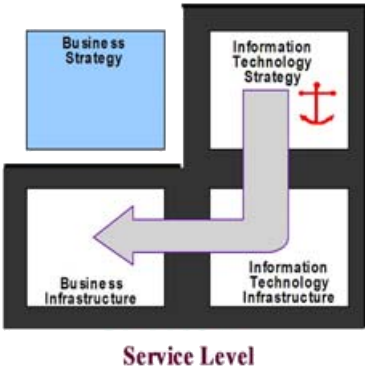 Business
Strategy
Information
Technology
Strategy
Business
Infrastructure
Information
Technology
Infrastructure
Service Level